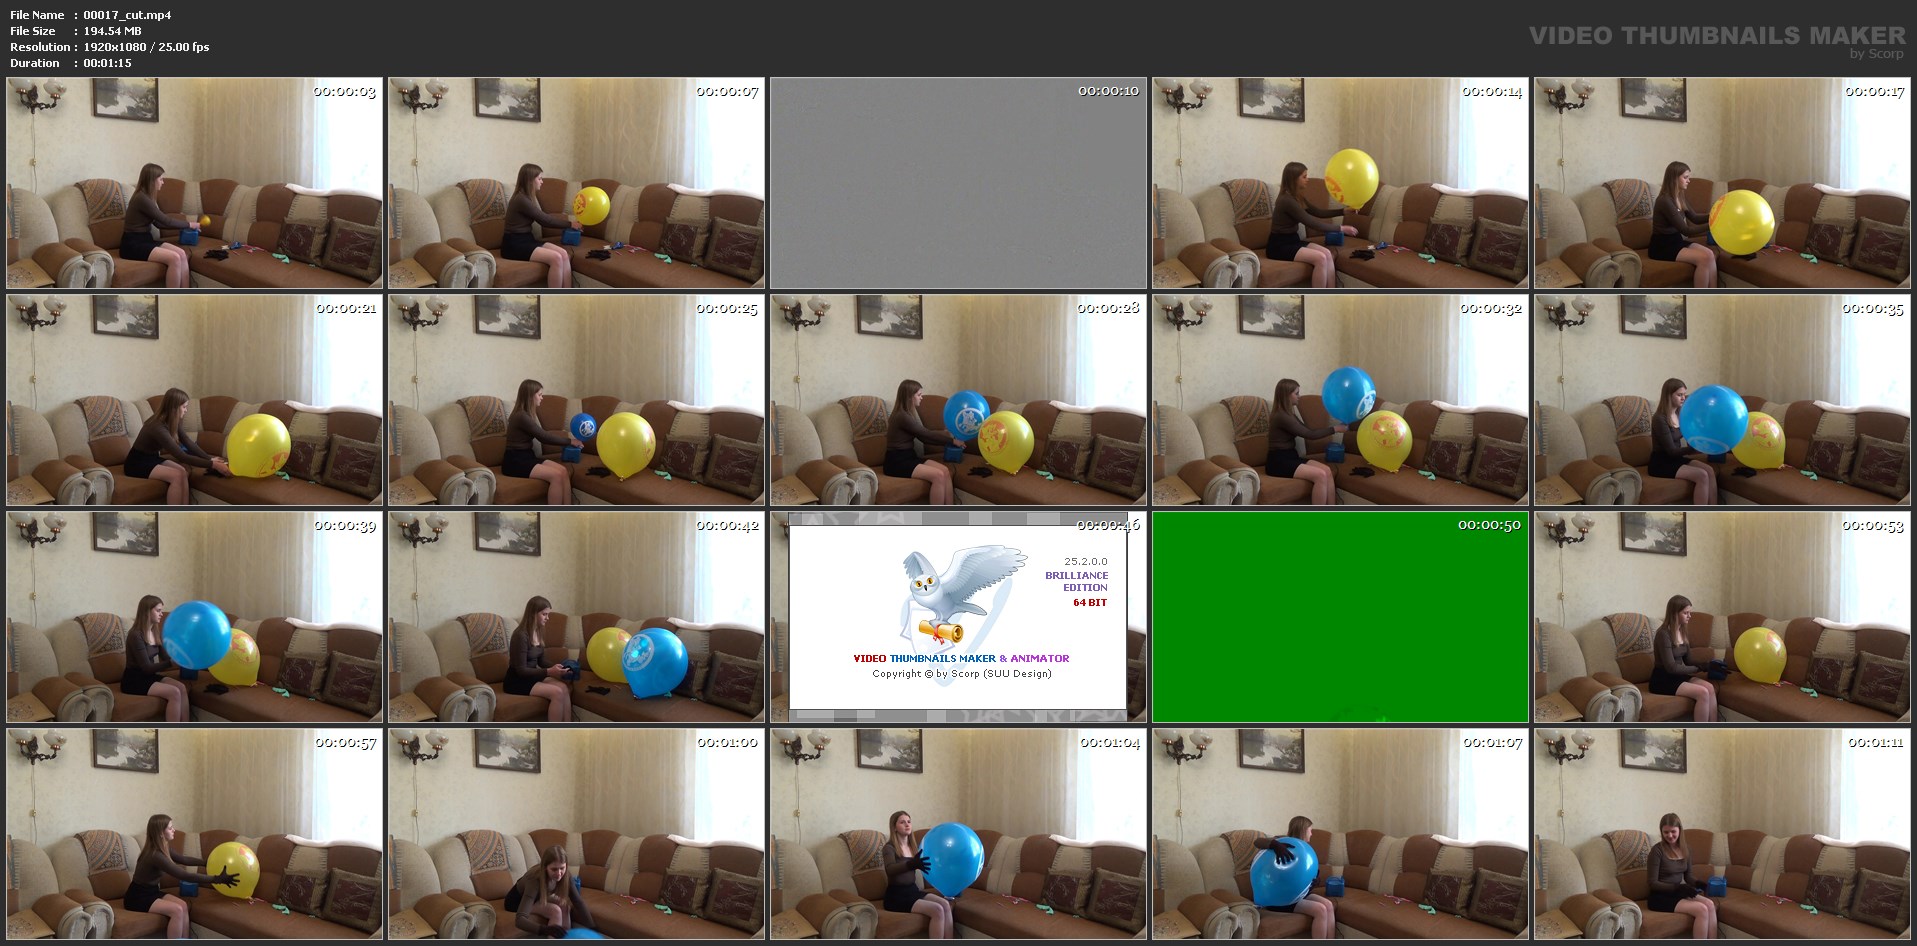 File Name : 00017_cut.mp4
File Size : 194.54 MB
Resolution : 1920x1080 / 25.00 fps
Duration : 00:01:15
VIDEO THUMBNAILS MAKER
by Scorp
00:00:03
00:00:07
00:00:10
00:00:14
00:00:17
00:00:21
00:00:25
00:00:28
00:00:32
00:00:35
00:00:39
00:00:42
00:00:46
25.2.0.0
BRILLIANCE
EDITION
64 BIT
VIDEO THUMBNAILS MAKER & ANIMATOR
Copyright © by Scorp (SUU Design)
00:00:50
00:00:53
00:00:57
00:01:00
00:01:04
00:01:07
00:01:11